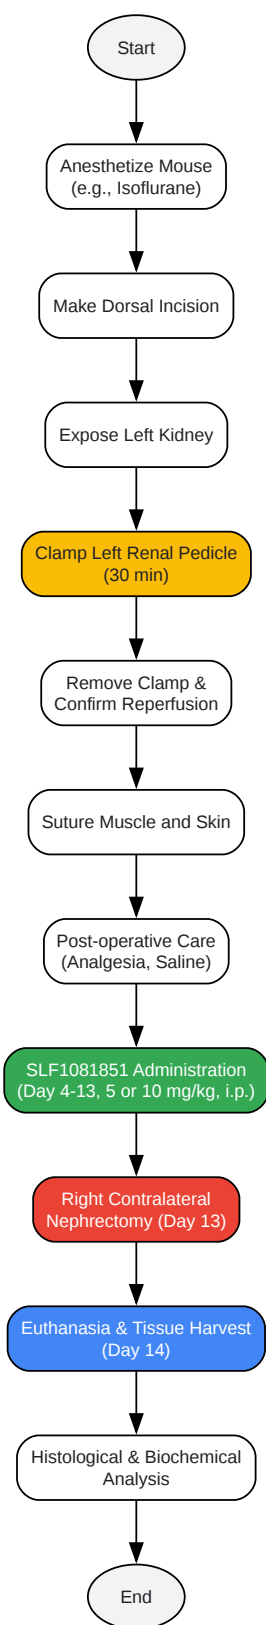 Start
Anesthetize Mouse
(e.g., Isoflurane)
Make Dorsal Incision
Expose Left Kidney
Clamp Left Renal Pedicle
(30 min)
Remove Clamp &
Confirm Reperfusion
Suture Muscle and Skin
Post-operative Care
(Analgesia, Saline)
SLF1081851 Administration
(Day 4-13, 5 or 10 mg/kg, i.p.)
Right Contralateral
Nephrectomy (Day 13)
Euthanasia & Tissue Harvest
(Day 14)
Histological & Biochemical
Analysis
End